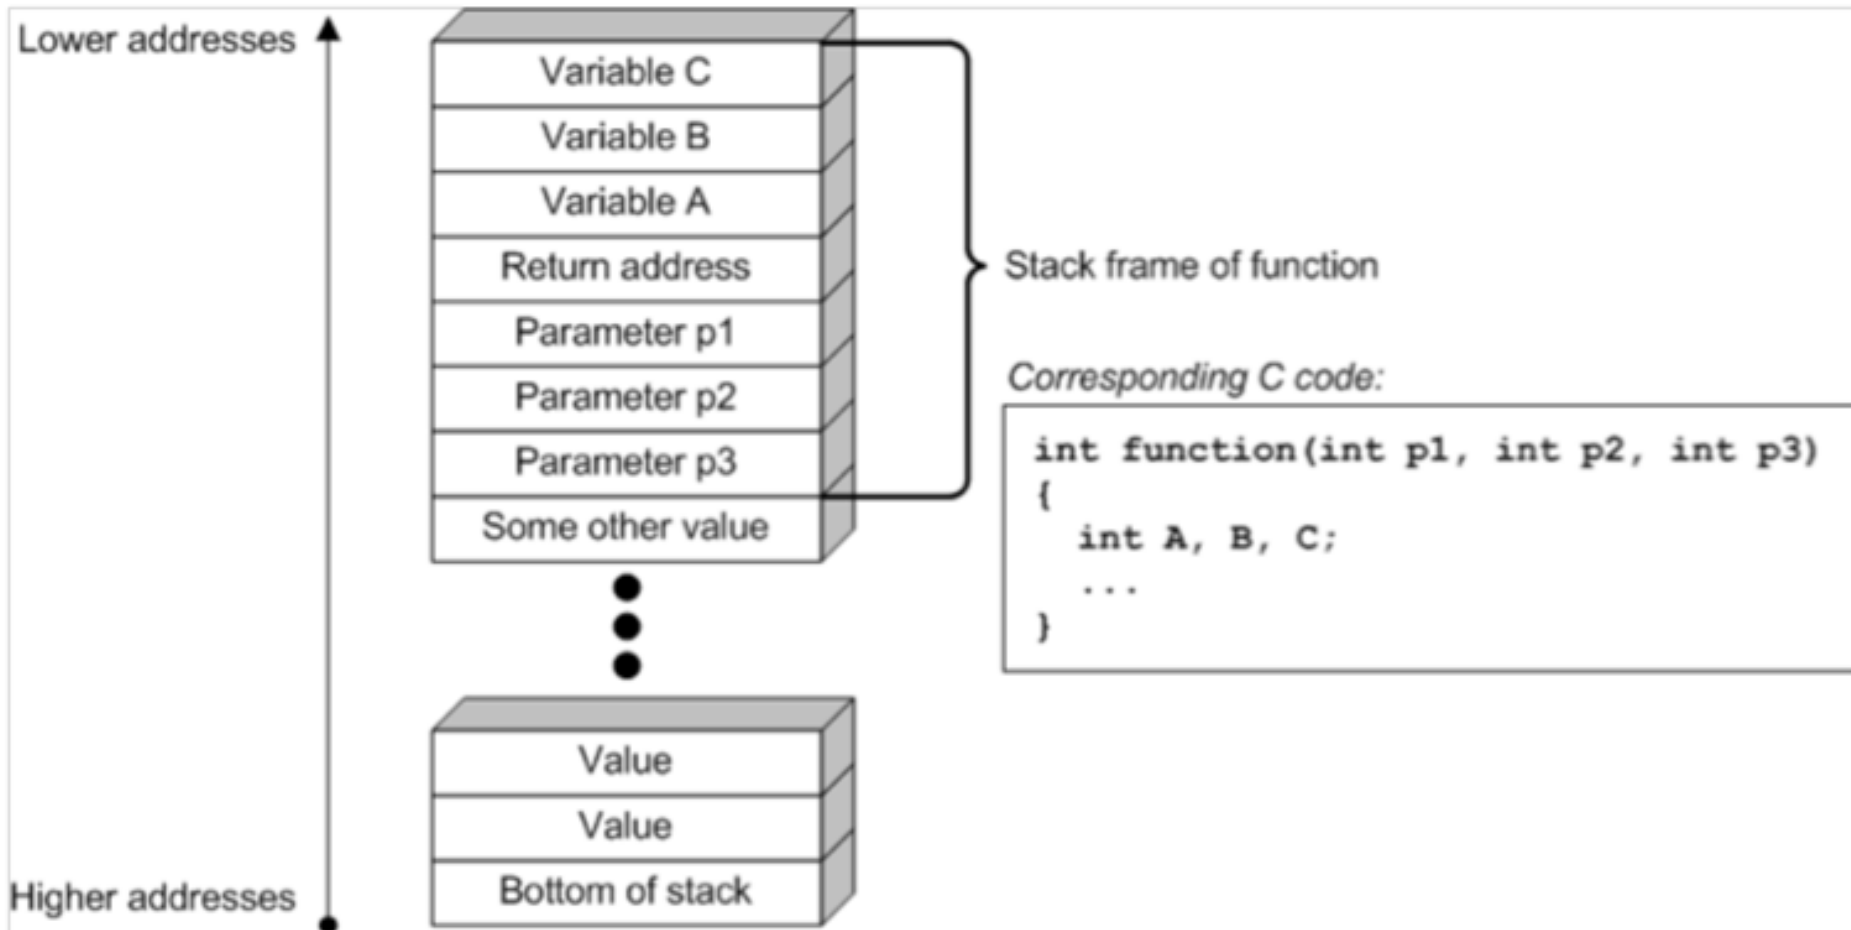 Lower addresses
Variable C
Variable B
Variable A
Return address
Parameter p1
Parameter p2
Parameter p3
Some other value
Stack frame of function
Corresponding C code:
int function(int p1, int p2, int p3)
{
int A, B, C;
...
}
Value
Value
Bottom of stack
Higher addresses